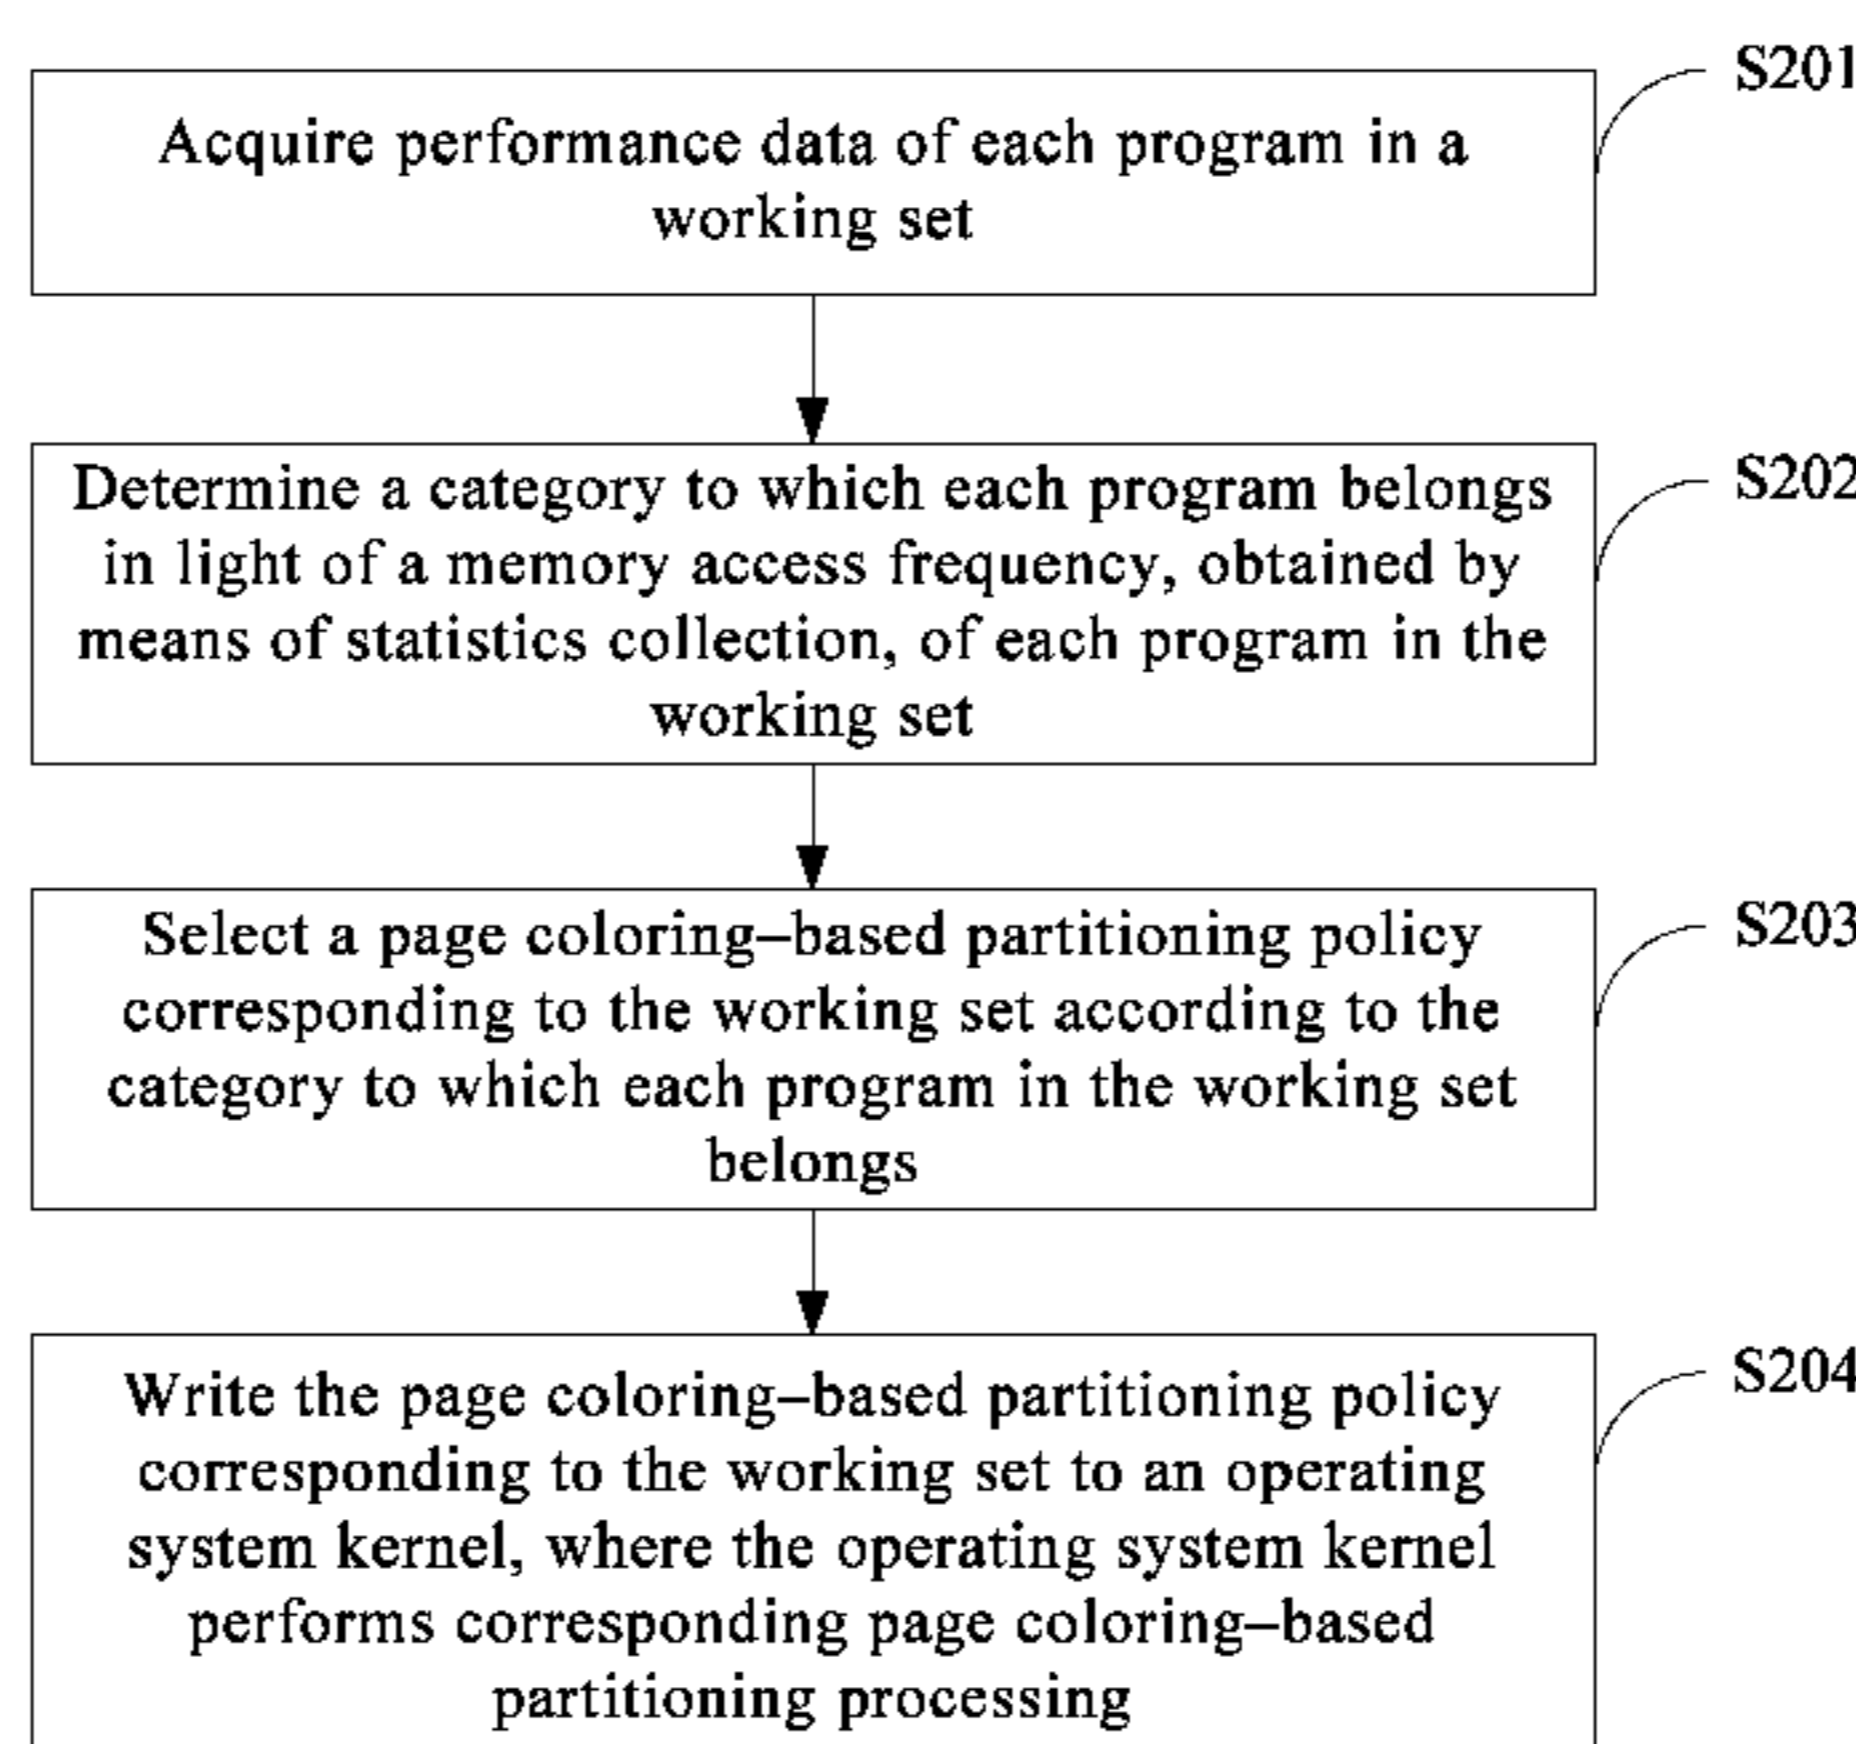 S201
Acquire performance data of each program in a
working set
S202
Determine a category to which each program belongs
in light of a memory access frequency, obtained by
means of statistics collection, of each program in the
working set
S203
Select a page coloring–based partitioning policy
corresponding to the working set according to the
category to which each program in the working set
belongs
S204
Write the page coloring–based partitioning policy
corresponding to the working set to an operating
system kernel, where the operating system kernel
performs corresponding page coloring–based
partitioning processing